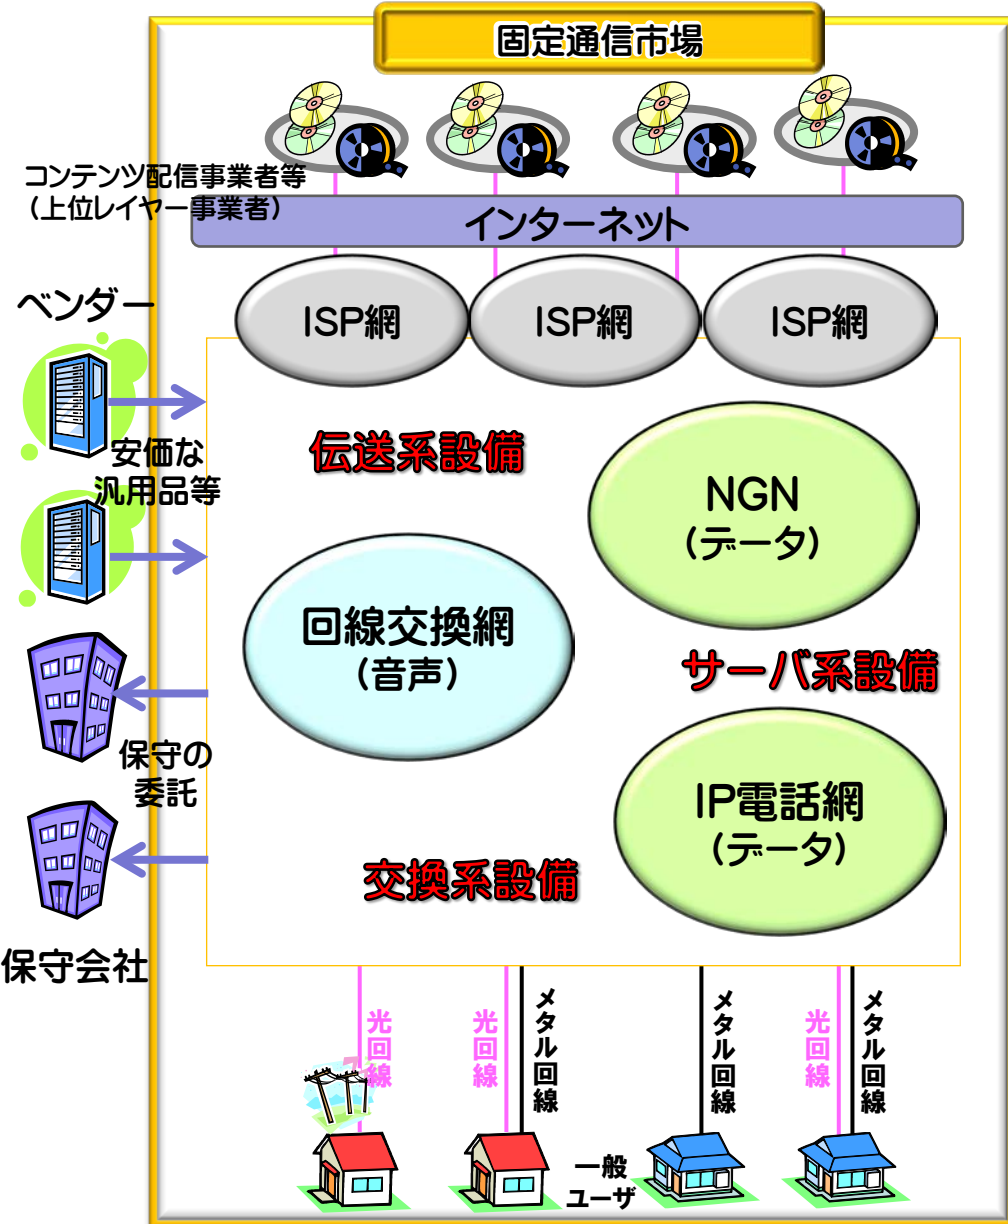 固定通信市場
コンテンツ配信事業者等
（上位レイヤー事業者）
インターネット
ベンダー
ISP網
ISP網
ISP網
安価な
汎用品等
伝送系設備
NGN
（データ）
回線交換網
（音声）
サーバ系設備
保守の
委託
IP電話網
（データ）
交換系設備
保守会社
光回線
光回線
メタル回線
メタル回線
光回線
メタル回線
一般
ユーザ